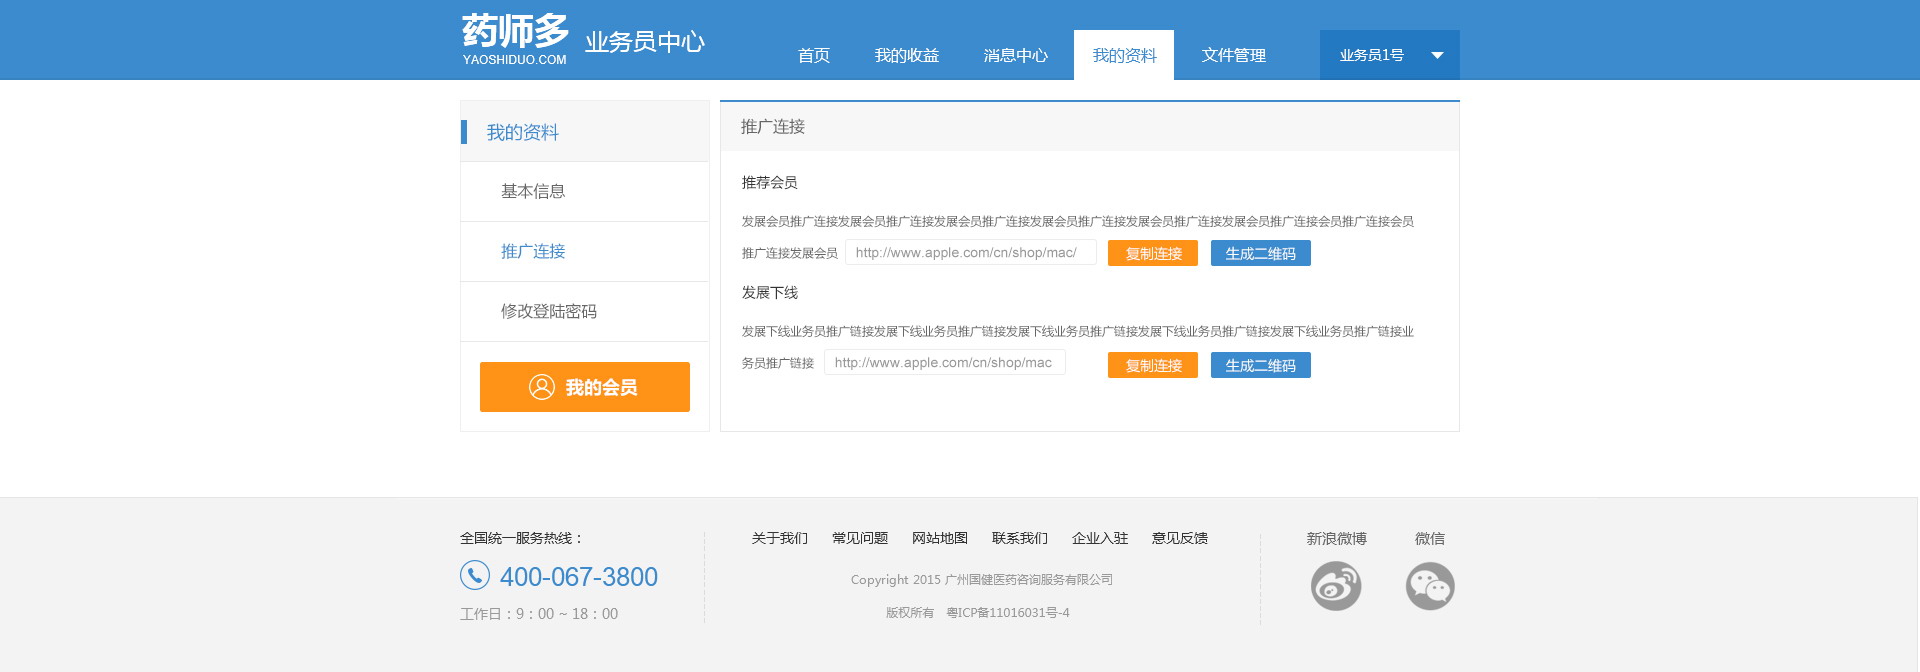 药师多
YAOSHIDUO.COM
业务员中心
首页
我的收益
消息中心
我的资料
文件管理
业务员1号
我的资料
基本信息
推广连接
修改登陆密码
我的会员
推广连接
推荐会员
发展会员推广连接发展会员推广连接发展会员推广连接发展会员推广连接发展会员推广连接发展会员推广连接会员推广连接会员
推广连接发展会员 http://www.apple.com/cn/shop/mac/ 复制连接 生成二维码
发展下线
发展下线业务员推广链接发展下线业务员推广链接发展下线业务员推广链接发展下线业务员推广链接发展下线业务员推广链接业
务员推广链接 http://www.apple.com/cn/shop/mac 复制连接 生成二维码
全国统一服务热线：
400-067-3800
工作日：9：00 ~ 18：00
关于我们 常见问题 网站地图 联系我们 企业入驻 意见反馈
Copyright 2015 广州国健医药咨询服务有限公司
版权所有 粤ICP备11016031号-4
新浪微博
微信